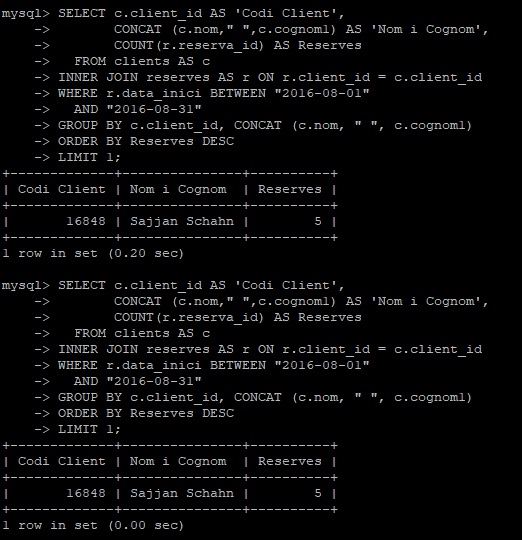 mysql> SELECT c.client_id AS 'Codi Client',
    ->        CONCAT (c.nom," ",c.cognom1) AS 'Nom i Cognom',
    ->        COUNT(r.reserva_id) AS Reserves
    ->   FROM clients AS c
    -> INNER JOIN reserves AS r ON r.client_id = c.client_id
    -> WHERE r.data_inici BETWEEN "2016-08-01"
    ->   AND "2016-08-31"
    -> GROUP BY c.client_id, CONCAT (c.nom, " ", c.cognom1)
    -> ORDER BY Reserves DESC
    -> LIMIT 1;
+-------------+---------------+----------+
| Codi Client | Nom i Cognom  | Reserves |
+-------------+---------------+----------+
|       16848 | Sajjan Schahn |        5 |
+-------------+---------------+----------+
1 row in set (0.20 sec)

mysql> SELECT c.client_id AS 'Codi Client',
    ->        CONCAT (c.nom," ",c.cognom1) AS 'Nom i Cognom',
    ->        COUNT(r.reserva_id) AS Reserves
    ->   FROM clients AS c
    -> INNER JOIN reserves AS r ON r.client_id = c.client_id
    -> WHERE r.data_inici BETWEEN "2016-08-01"
    ->   AND "2016-08-31"
    -> GROUP BY c.client_id, CONCAT (c.nom, " ", c.cognom1)
    -> ORDER BY Reserves DESC
    -> LIMIT 1;
+-------------+---------------+----------+
| Codi Client | Nom i Cognom  | Reserves |
+-------------+---------------+----------+
|       16848 | Sajjan Schahn |        5 |
+-------------+---------------+----------+
1 row in set (0.00 sec)